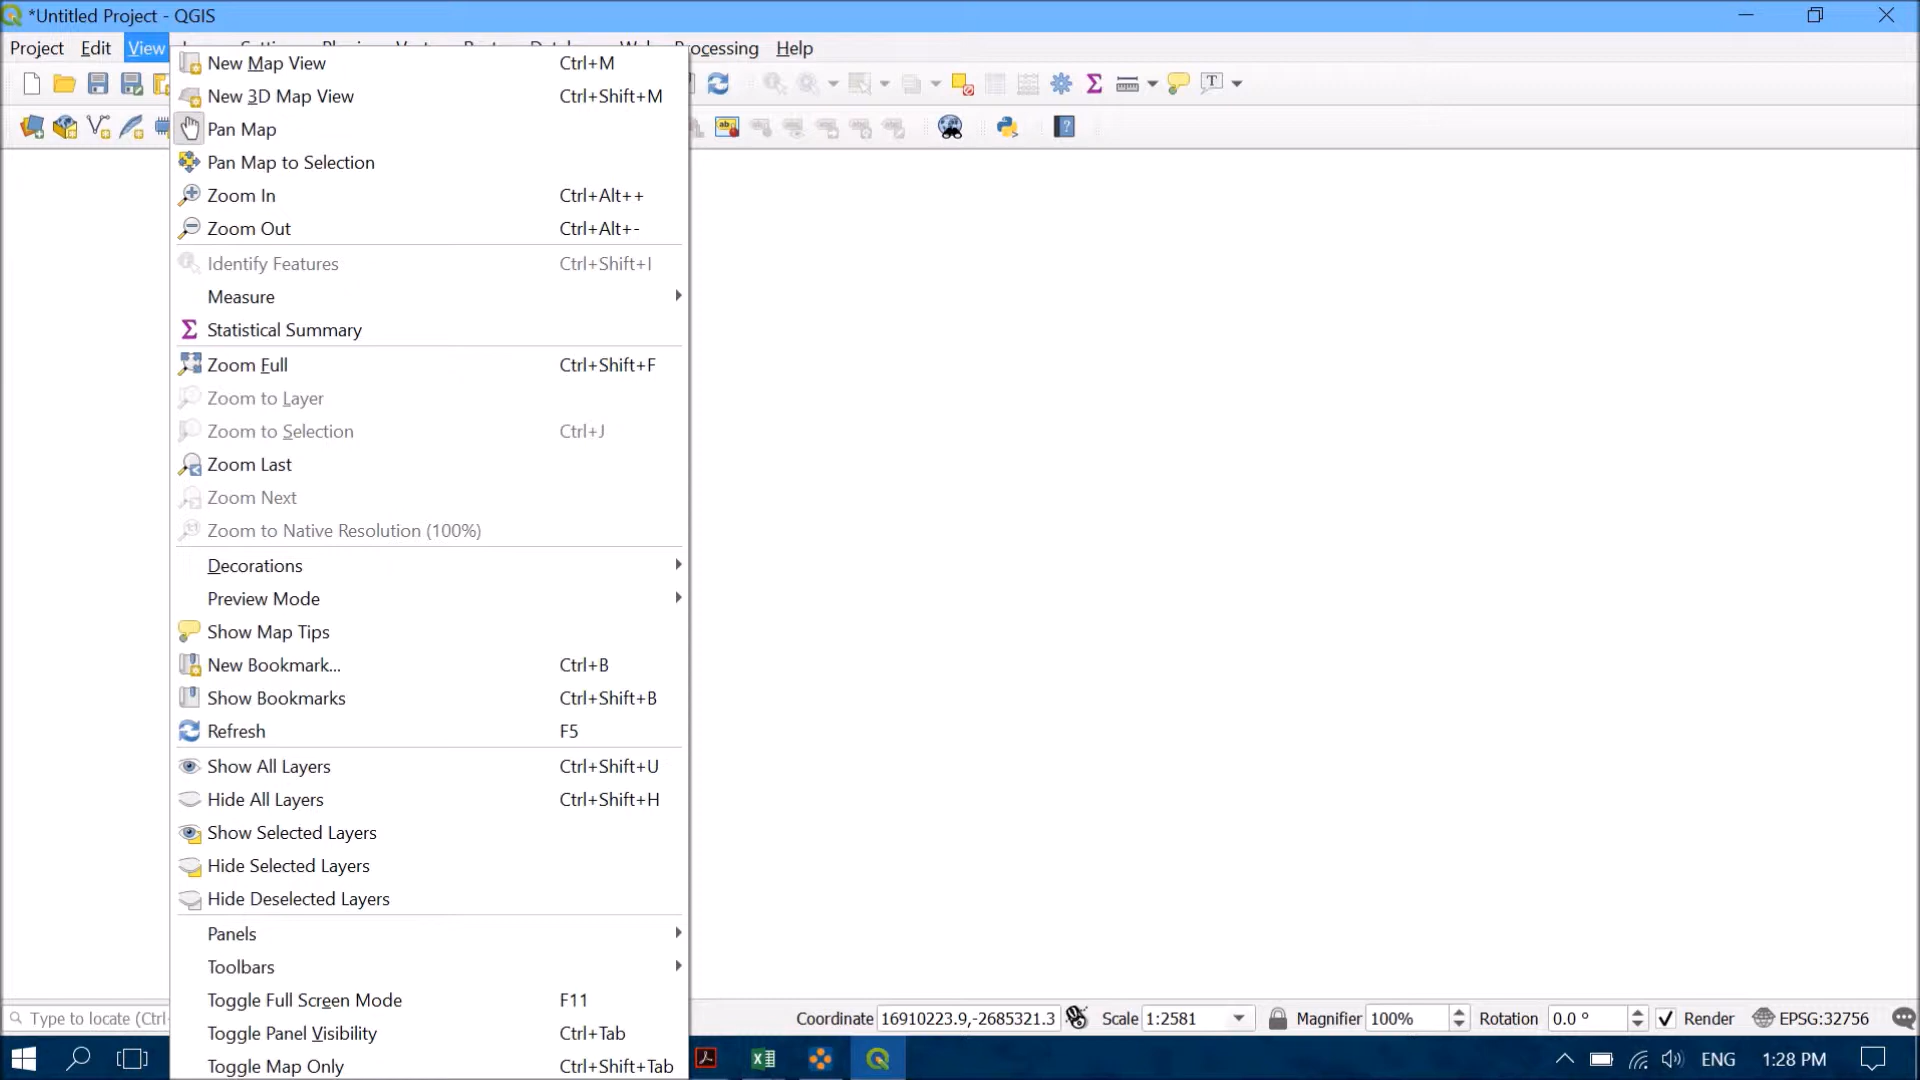 *Untitled Project - QGIS
Project Edit View Processing Help
New Map View Ctrl+M
New 3D Map View Ctrl+Shift+M
Pan Map
Pan Map to Selection
Zoom In Ctrl+Alt++
Zoom Out Ctrl+Alt+-
Identify Features Ctrl+Shift+I
Measure
Statistical Summary
Zoom Full Ctrl+Shift+F
Zoom to Layer
Zoom to Selection Ctrl+J
Zoom Last
Zoom Next
Zoom to Native Resolution (100%)
Decorations
Preview Mode
Show Map Tips
New Bookmark... Ctrl+B
Show Bookmarks Ctrl+Shift+B
Refresh F5
Show All Layers Ctrl+Shift+U
Hide All Layers Ctrl+Shift+H
Show Selected Layers
Hide Selected Layers
Hide Deselected Layers
Panels
Toolbars
Toggle Full Screen Mode F11
Toggle Panel Visibility Ctrl+Tab
Toggle Map Only Ctrl+Shift+Tab
Type to locate (Ctrl Coordinate 16910223.9,-2685321.3 Scale 1:2581 Magnifier 100% Rotation 0.0 ° Render EPSG:32756
ENG 1:28 PM